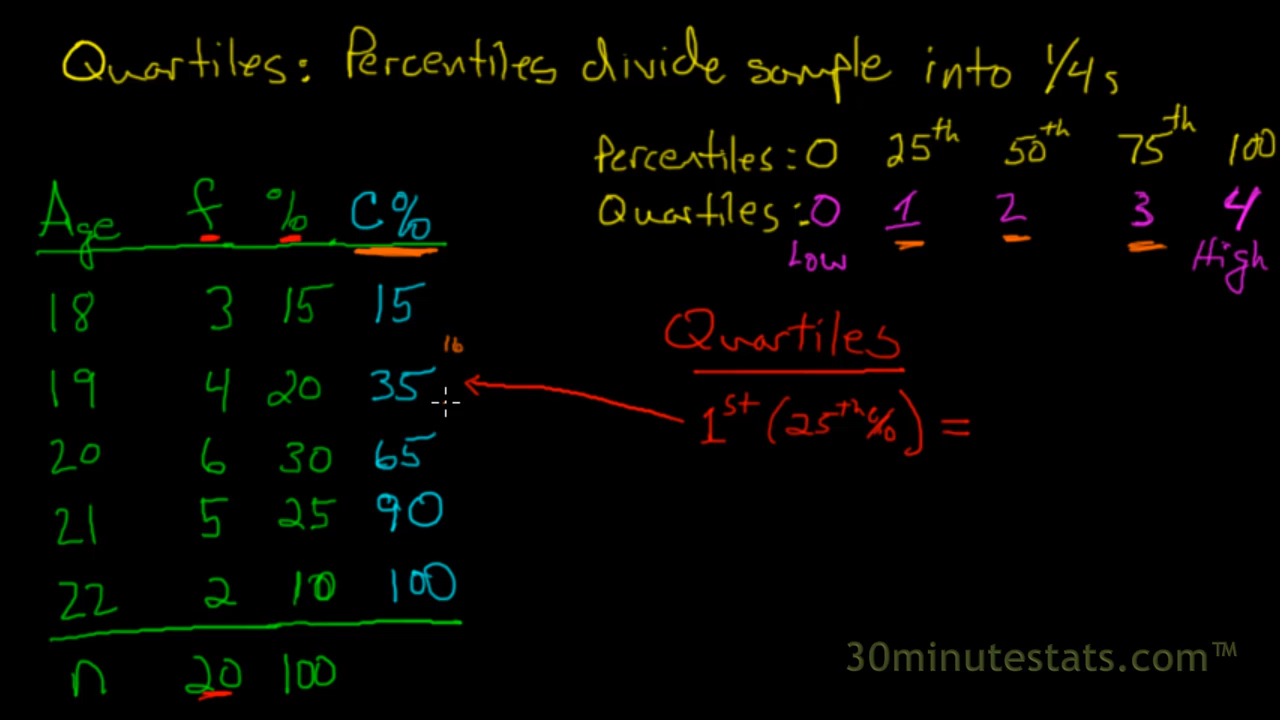 Quartiles: Percentiles divide sample into 1/4s
Percentiles: 0 25th 50th 75th 100
Quartiles: 0 1 2 3 4
Low High
Age f % C%
18 3 15 15
16
19 4 20 35
20 6 30 65
21 5 25 90
22 2 10 100
n 20 100
Quartiles
1st (25th %) =
30minutestats.com™